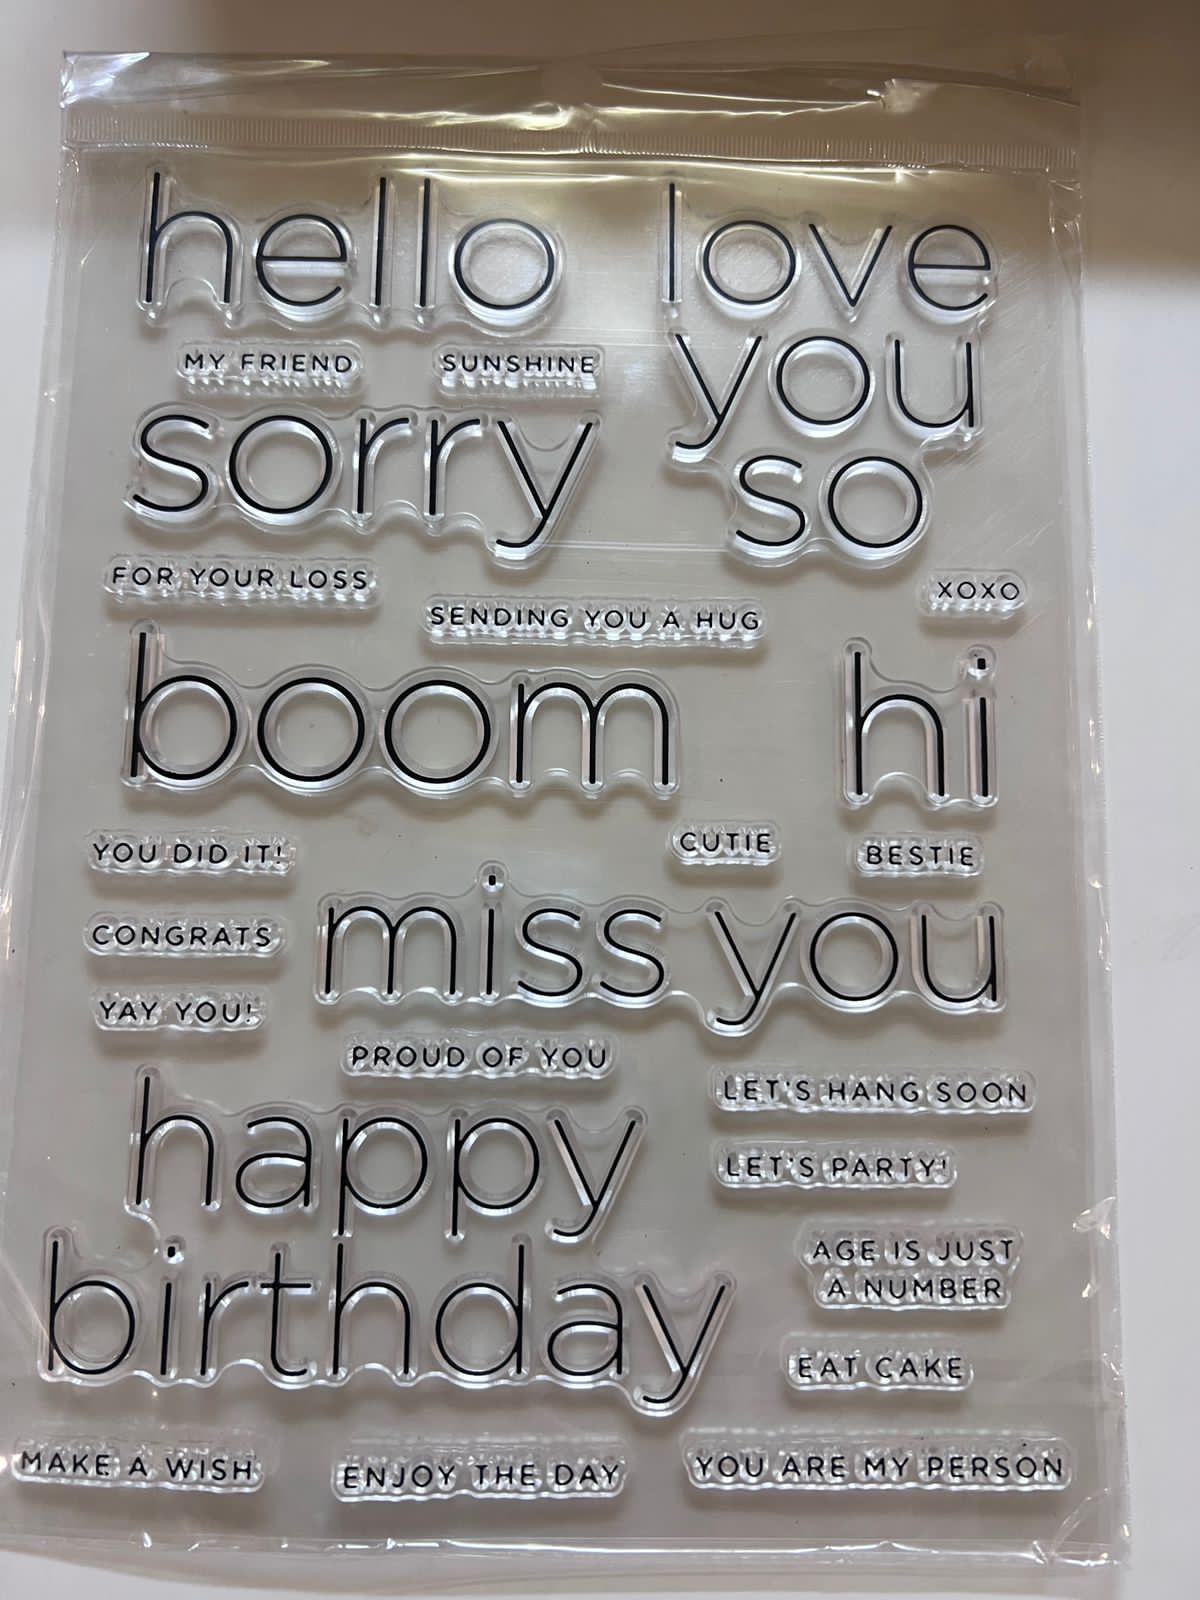 hello
love
you
so
MY FRIEND
SUNSHINE
sorry
FOR YOUR LOSS
SENDING YOU A HUG
XOXO
boom
hi
YOU DID IT!
CUTIE
BESTIE
CONGRATS
miss you
YAY YOU!
PROUD OF YOU
LET'S HANG SOON
happy
birthday
LET'S PARTY!
AGE IS JUST
A NUMBER
EAT CAKE
MAKE A WISH
ENJOY THE DAY
YOU ARE MY PERSON